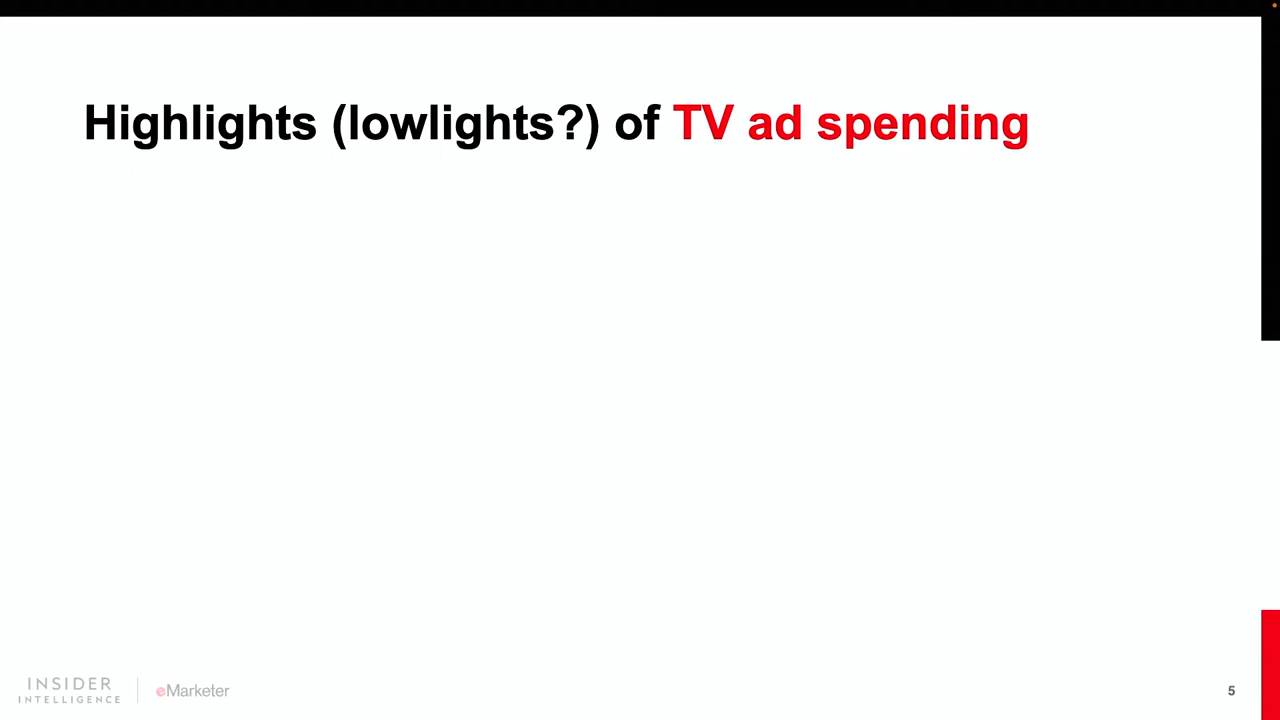 Highlights (lowlights?) of TV ad spending
INSIDER
INTELLIGENCE
eMarketer
5